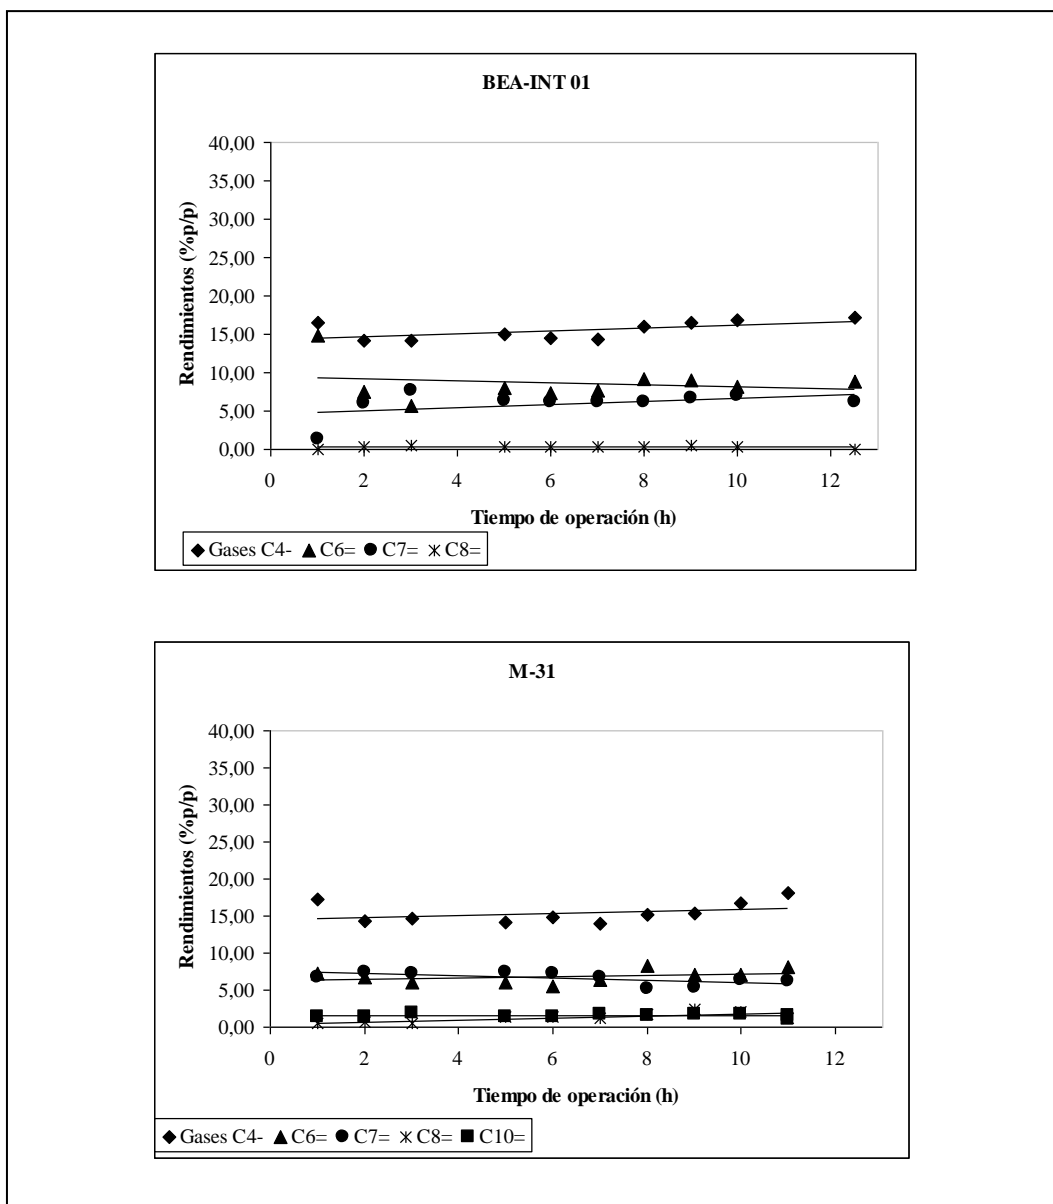 BEA-INT 01
40,00
35,00
30,00
25,00
20,00
15,00
10,00
5,00
0,00
Rendimientos (%p/p)
0 2 4 6 8 10 12
Tiempo de operación (h)
Gases C4- C6= C7= C8=
M-31
40,00
35,00
30,00
25,00
20,00
15,00
10,00
5,00
0,00
Rendimientos (%p/p)
0 2 4 6 8 10 12
Tiempo de operación (h)
Gases C4- C6= C7= C8= C10=